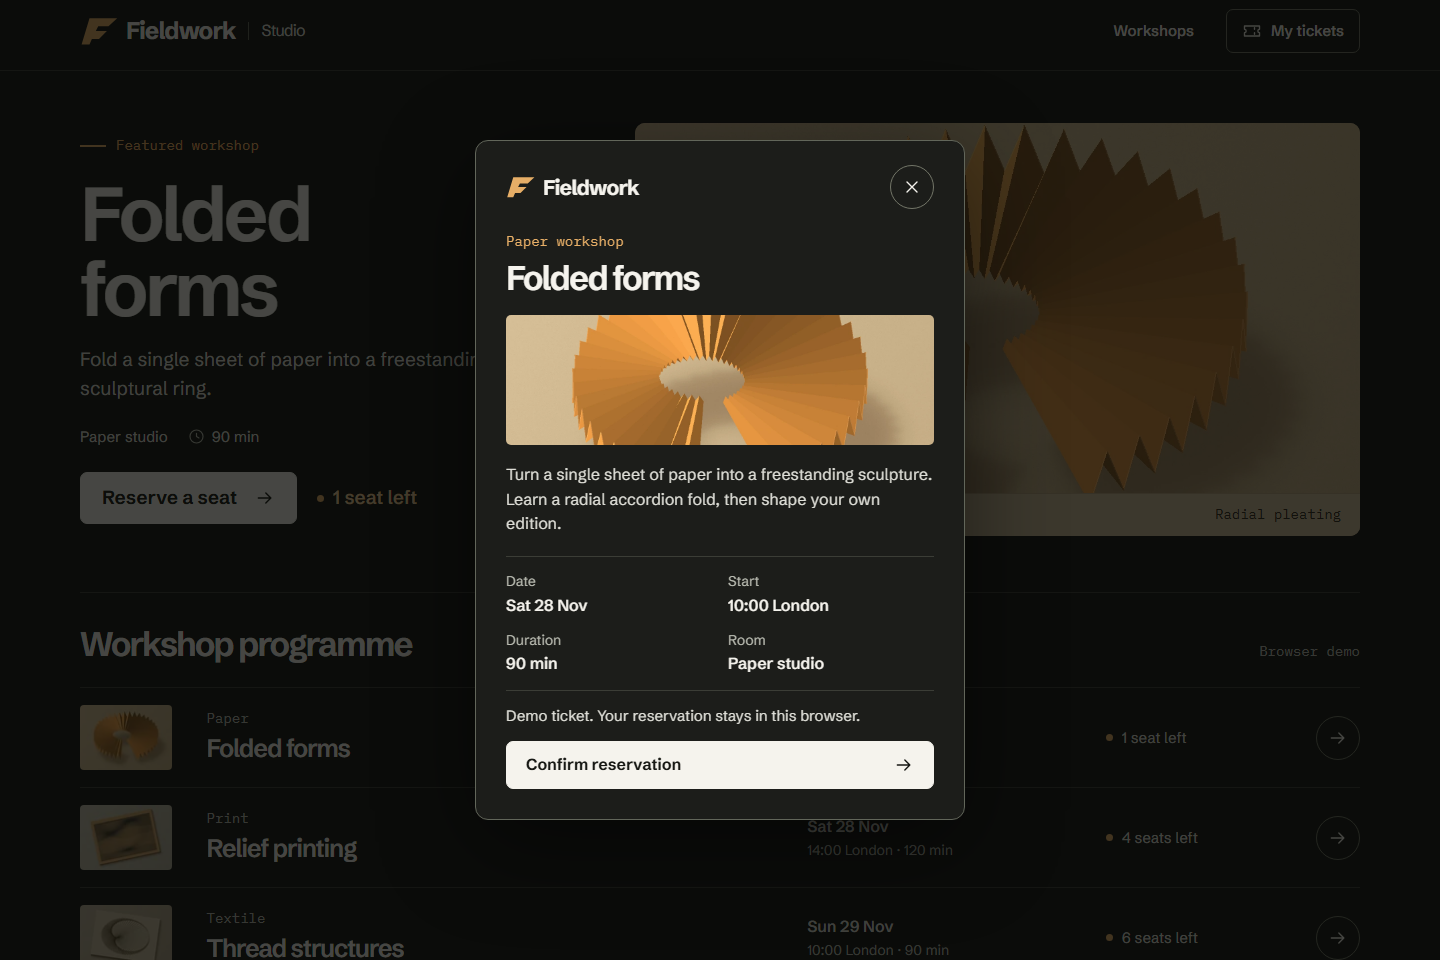 Fieldwork
Studio
Workshops
My tickets
Featured workshop
Folded
forms
Fold a single sheet of paper into a
sculptural ring.
Paper studio
90 min
Reserve a seat
1 seat left
Radial pleating
Fieldwork
Paper workshop
Folded forms
Turn a single sheet of paper into a freestanding sculpture.
Learn a radial accordion fold, then shape your own
edition.
Date
Sat 28 Nov
Start
10:00 London
Duration
90 min
Room
Paper studio
Demo ticket. Your reservation stays in this browser.
Confirm reservation
Workshop programme
Browser demo
Paper
Folded forms
1 seat left
Print
Relief printing
Sat 28 Nov
14:00 London · 120 min
4 seats left
Textile
Thread structures
Sun 29 Nov
10:00 London · 90 min
6 seats left